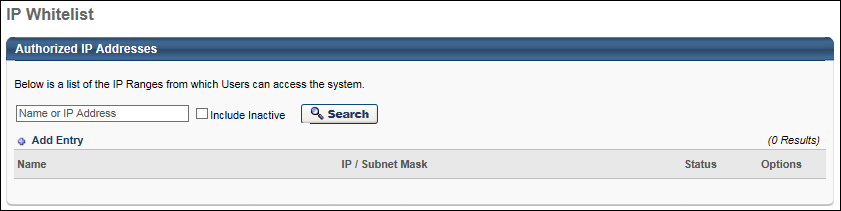 IP Whitelist
Authorized IP Addresses
Below is a list of the IP Ranges from which Users can access the system.
Name or IP Address Include Inactive Search
Add Entry (0 Results)
Name IP / Subnet Mask Status Options